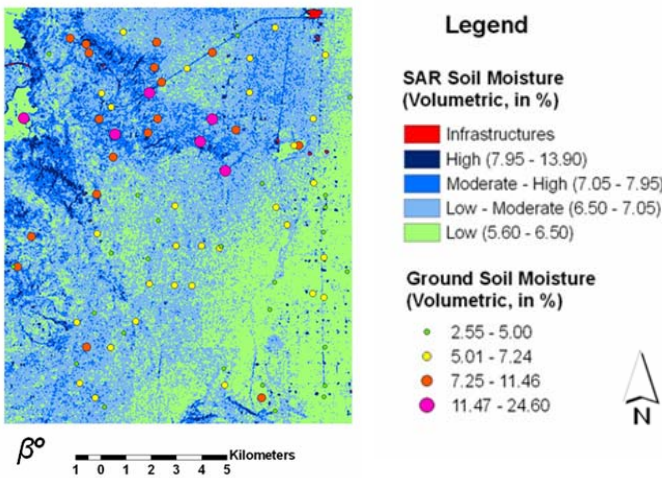 Legend
SAR Soil Moisture
(Volumetric, in %)
Infrastructures
High (7.95 - 13.90)
Moderate - High (7.05 - 7.95)
Low - Moderate (6.50 - 7.05)
Low (5.60 - 6.50)
Ground Soil Moisture
(Volumetric, in %)
2.55 - 5.00
5.01 - 7.24
7.25 - 11.46
11.47 - 24.60
N
β°
Kilometers
1 0 1 2 3 4 5